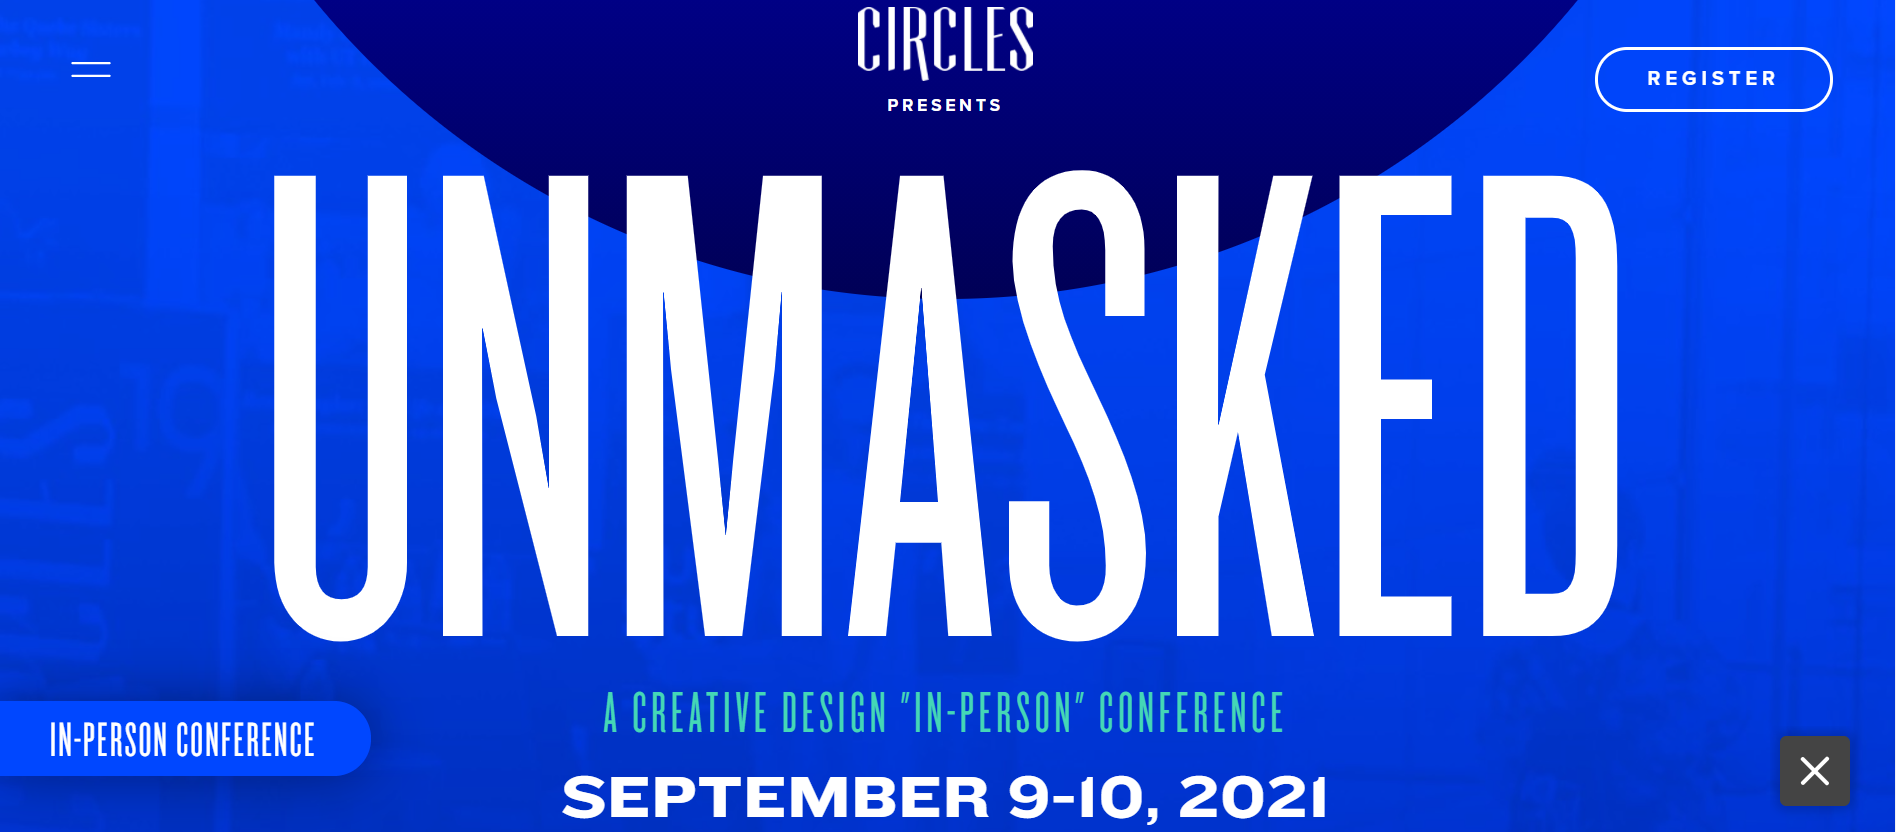 CIRCLES
PRESENTS
REGISTER
UNMASKED
A CREATIVE DESIGN "IN-PERSON" CONFERENCE
IN-PERSON CONFERENCE
SEPTEMBER 9-10, 2021